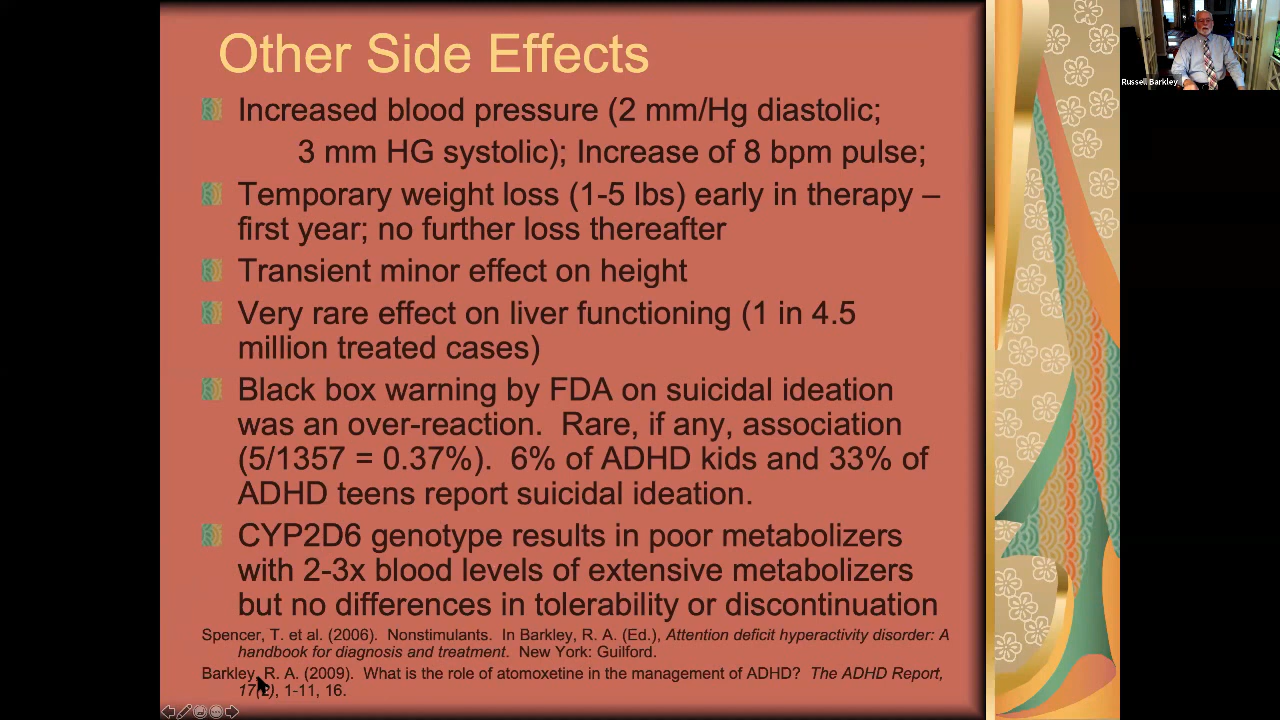 Other Side Effects
Increased blood pressure (2 mm/Hg diastolic;
3 mm HG systolic); Increase of 8 bpm pulse;
Temporary weight loss (1-5 lbs) early in therapy –
first year; no further loss thereafter
Transient minor effect on height
Very rare effect on liver functioning (1 in 4.5
million treated cases)
Black box warning by FDA on suicidal ideation
was an over-reaction.  Rare, if any, association
(5/1357 = 0.37%).  6% of ADHD kids and 33% of
ADHD teens report suicidal ideation.
CYP2D6 genotype results in poor metabolizers
with 2-3x blood levels of extensive metabolizers
but no differences in tolerability or discontinuation
Spencer, T. et al. (2006).  Nonstimulants.  In Barkley, R. A. (Ed.), Attention deficit hyperactivity disorder: A
handbook for diagnosis and treatment.  New York: Guilford.
Barkley, R. A. (2009).  What is the role of atomoxetine in the management of ADHD?  The ADHD Report,
1-11, 16.
Russell Barkley